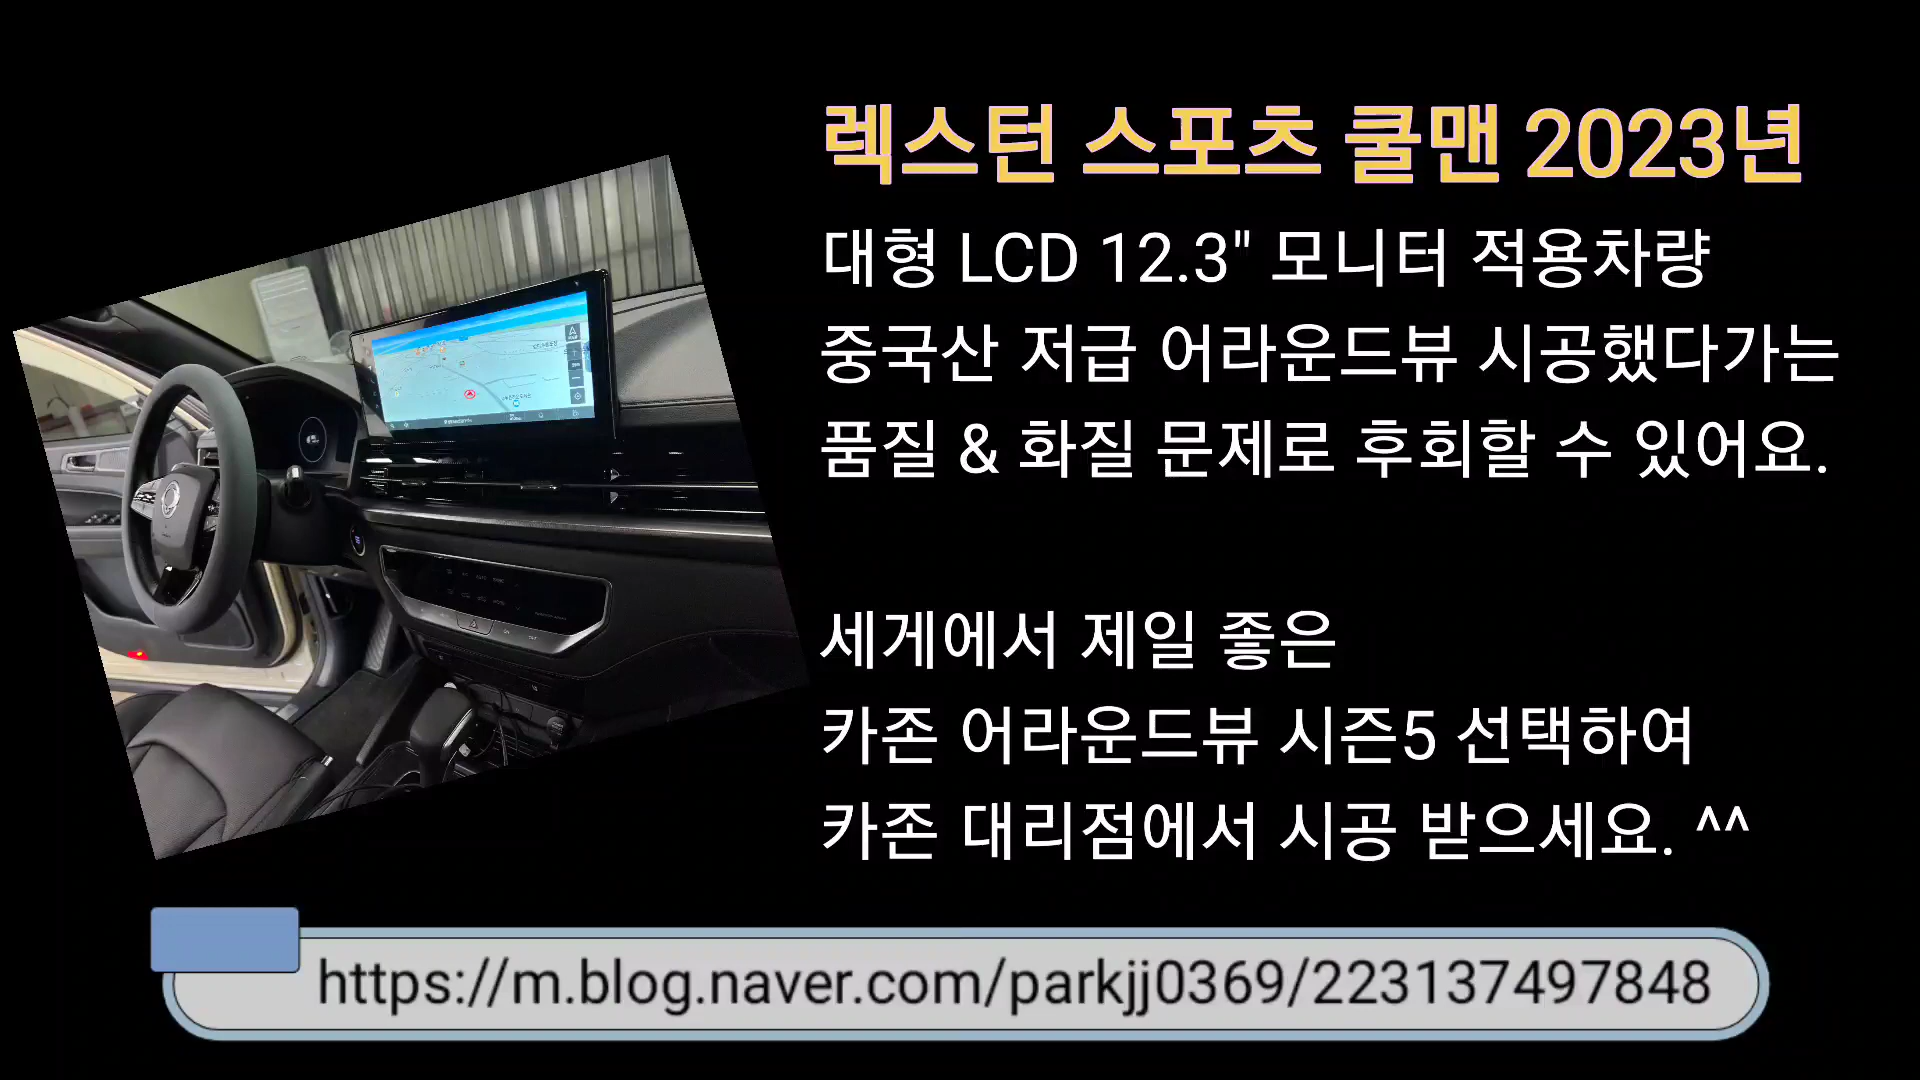 렉스턴 스포츠 쿨맨 2023년
대형 LCD 12.3" 모니터 적용차량
중국산 저급 어라운드뷰 시공했다가는
품질 & 화질 문제로 후회할 수 있어요.
세게에서 제일 좋은
카존 어라운드뷰 시즌5 선택하여
카존 대리점에서 시공 받으세요. ^^
https://m.blog.naver.com/parkjj0369/223137497848